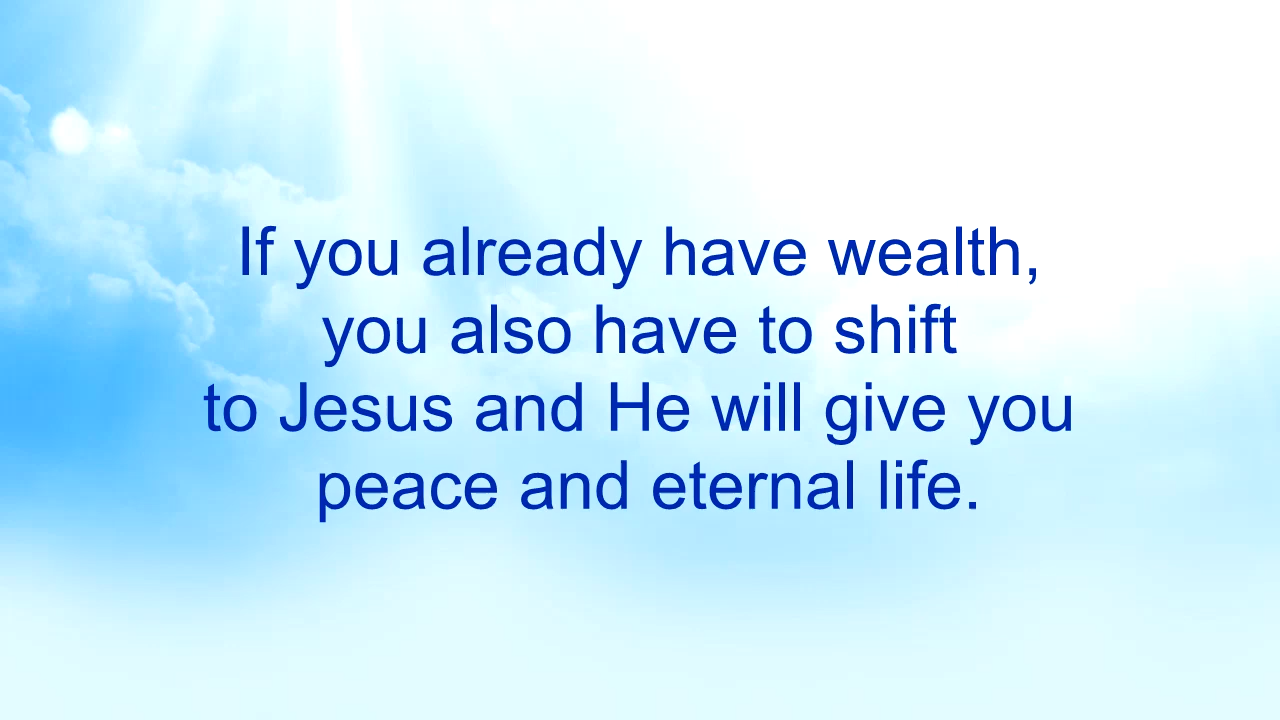 If you already have wealth,
you also have to shift
to Jesus and He will give you
peace and eternal life.